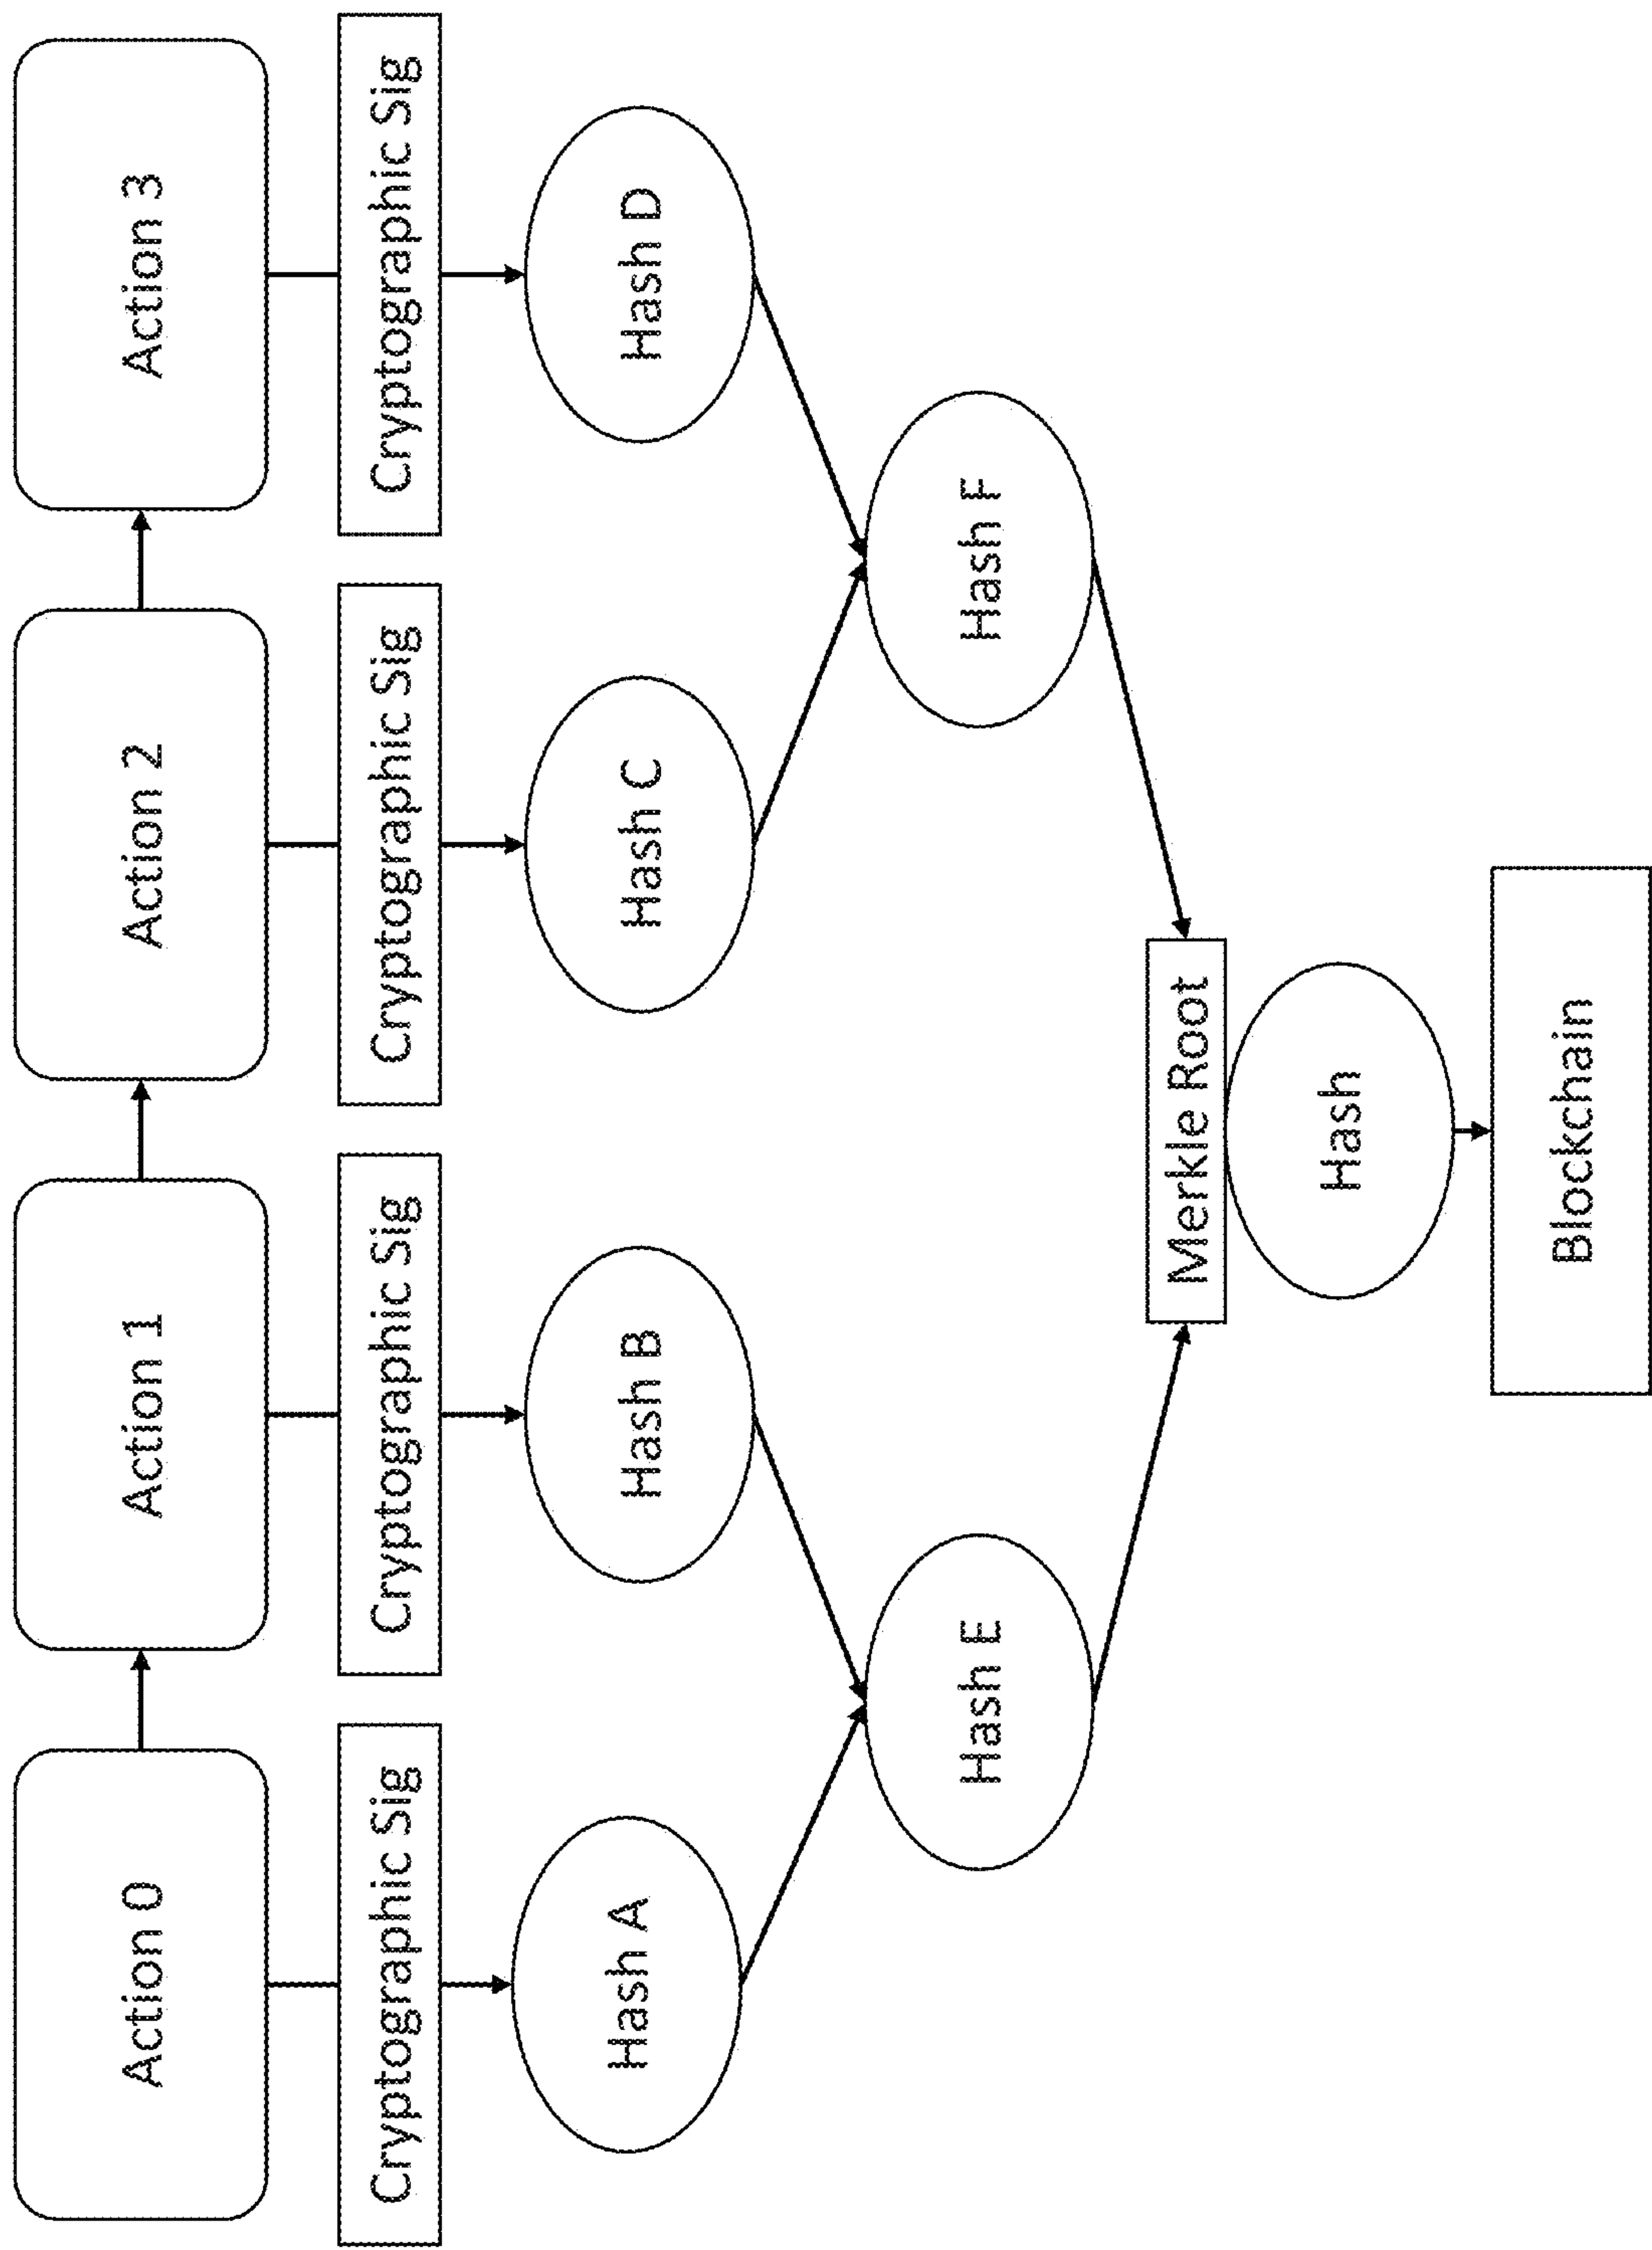 Action 0
Action 1
Action 2
Action 3
Cryptographic Sig
Cryptographic Sig
Cryptographic Sig
Cryptographic Sig
Hash A
Hash B
Hash C
Hash D
Hash E
Hash F
Merkle Root
Hash
Blockchain